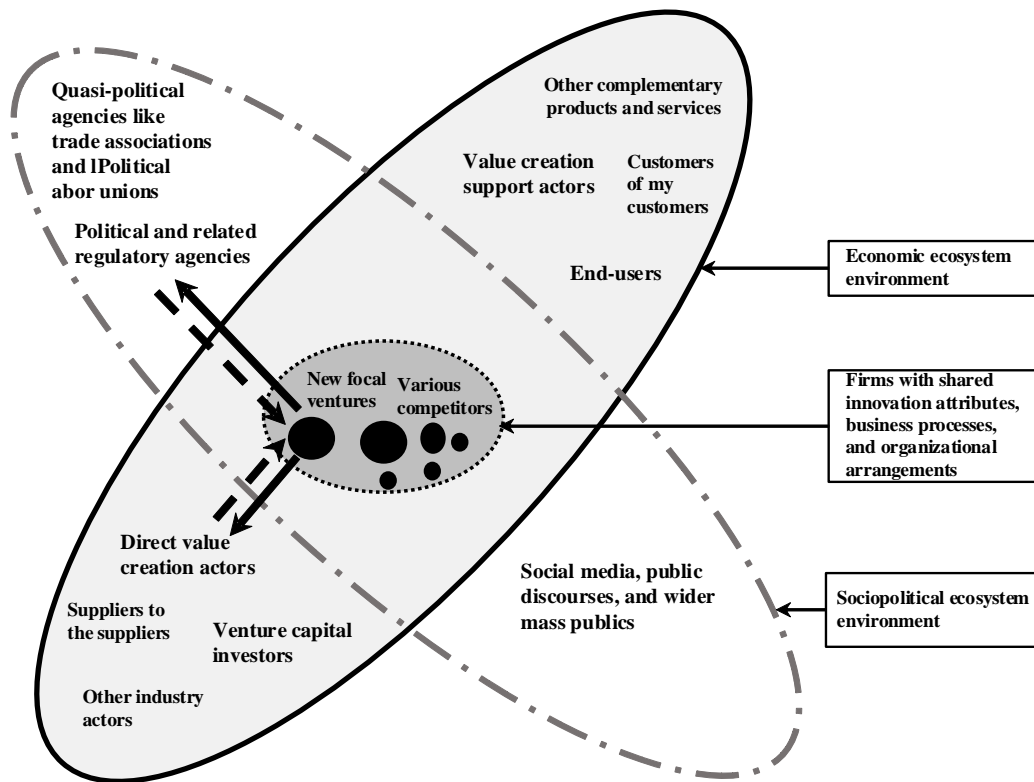 Quasi-political
agencies like
trade associations
and lPolitical
abor unions
Political and related
regulatory agencies
Other complementary
products and services
Value creation
support actors
Customers
of my
customers
End-users
New focal
ventures
Various
competitors
Direct value
creation actors
Suppliers to
the suppliers
Venture capital
investors
Other industry
actors
Social media, public
discourses, and wider
mass publics
Economic ecosystem
environment
Firms with shared
innovation attributes,
business processes,
and organizational
arrangements
Sociopolitical ecosystem
environment